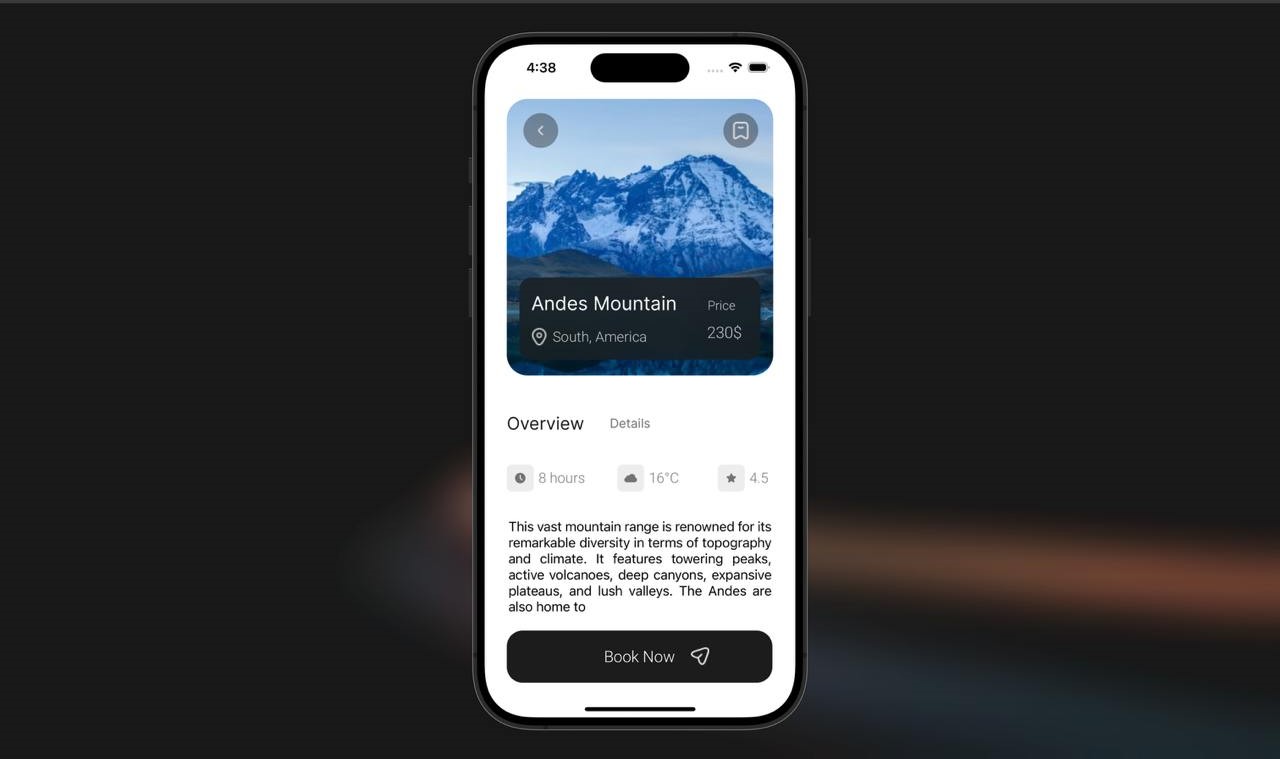 4:38
Andes Mountain
Price
South, America
230$
Overview
Details
8 hours
16°C
4.5
This vast mountain range is renowned for its
remarkable diversity in terms of topography
and climate. It features towering peaks,
active volcanoes, deep canyons, expansive
plateaus, and lush valleys. The Andes are
also home to
Book Now